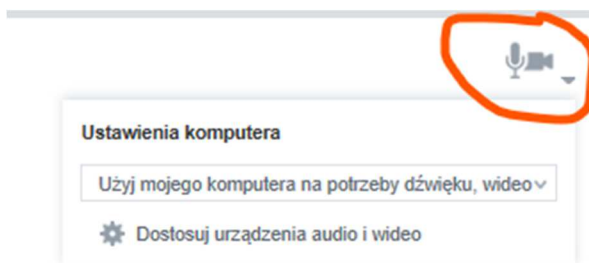 Ustawienia komputera
Użyj mojego komputera na potrzeby dźwięku, wideo
Dostosuj urządzenia audio i wideo